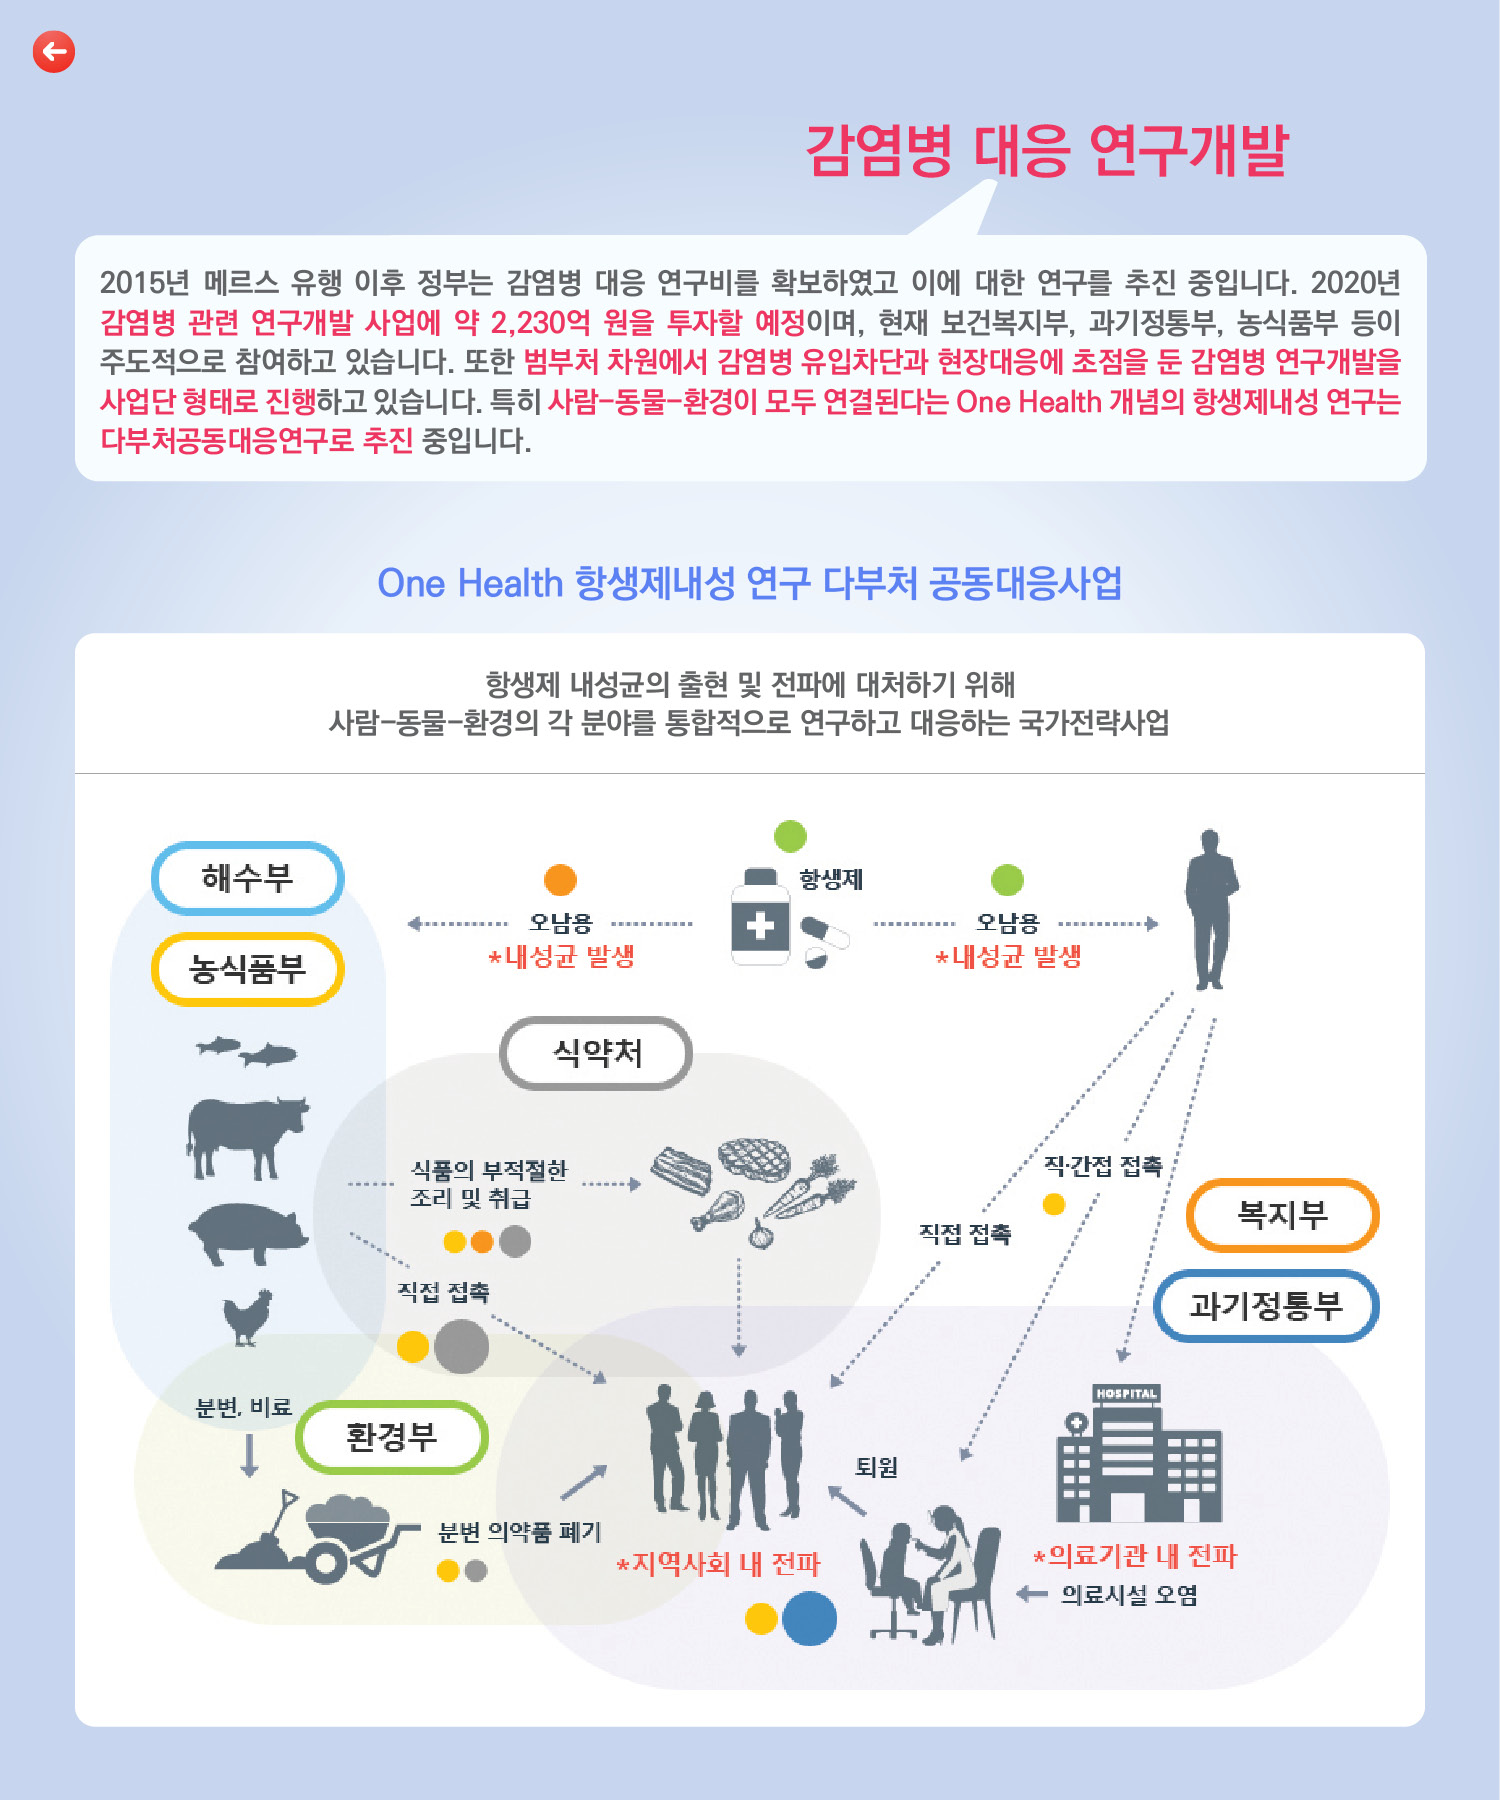 감염병 대응 연구개발
2015년 메르스 유행 이후 정부는 감염병 대응 연구비를 확보하였고 이에 대한 연구를 추진 중입니다. 2020년
감염병 관련 연구개발 사업에 약 2,230억 원을 투자할 예정이며, 현재 보건복지부, 과기정통부, 농식품부 등이
주도적으로 참여하고 있습니다. 또한 범부처 차원에서 감염병 유입차단과 현장대응에 초점을 둔 감염병 연구개발을
사업단 형태로 진행하고 있습니다. 특히 사람-동물-환경이 모두 연결된다는 One Health 개념의 항생제내성 연구는
다부처공동대응연구로 추진 중입니다.
One Health 항생제내성 연구 다부처 공동대응사업
항생제 내성균의 출현 및 전파에 대처하기 위해
사람-동물-환경의 각 분야를 통합적으로 연구하고 대응하는 국가전략사업
해수부
농식품부
오남용
*내성균 발생
항생제
오남용
*내성균 발생
식약처
식품의 부적절한
조리 및 취급
직접 접촉
직·간접 접촉
직접 접촉
복지부
과기정통부
분변, 비료
환경부
분변 의약품 폐기
HOSPITAL
퇴원
*지역사회 내 전파
*의료기관 내 전파
의료시설 오염